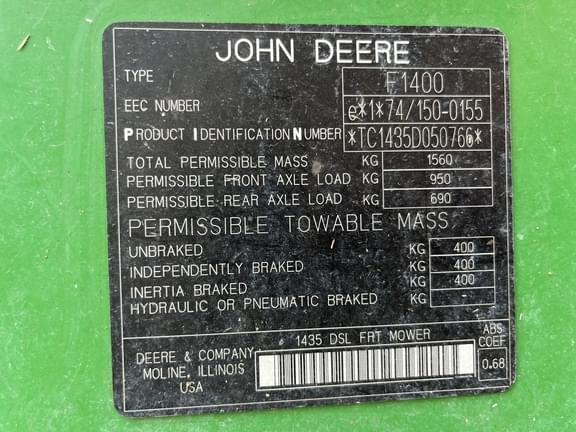 JOHN DEERE
TYPE F1400
EEC NUMBER e*1*74/150-0155
PRODUCT IDENTIFICATION NUMBER *TC1435D050766*
TOTAL PERMISSIBLE MASS KG 1560
PERMISSIBLE FRONT AXLE LOAD KG 950
PERMISSIBLE REAR AXLE LOAD KG 690
PERMISSIBLE TOWABLE MASS
UNBRAKED KG 400
INDEPENDENTLY BRAKED KG 400
INERTIA BRAKED KG 400
HYDRAULIC OR PNEUMATIC BRAKED KG
1435 DSL FRT MOWER
ABS
COEF
0.68
DEERE & COMPANY
MOLINE, ILLINOIS
USA